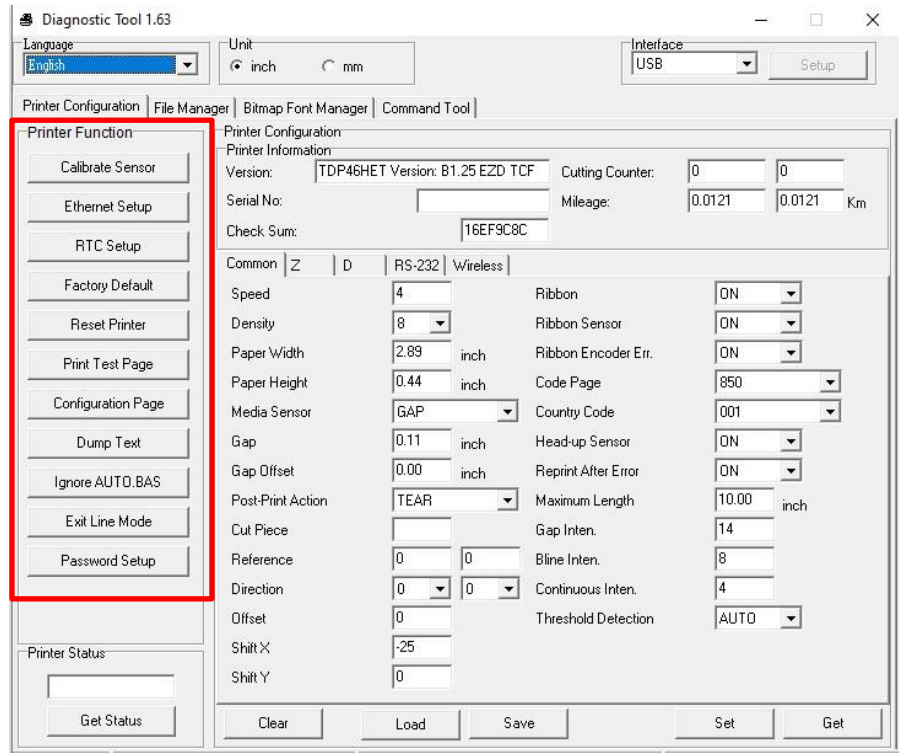 Diagnostic Tool 1.63
Language
English
Unit
inch mm
Interface
USB
Setup
Printer Configuration File Manager Bitmap Font Manager Command Tool
Printer Function
Calibrate Sensor
Ethernet Setup
RTC Setup
Factory Default
Reset Printer
Print Test Page
Configuration Page
Dump Text
Ignore AUTO.BAS
Exit Line Mode
Password Setup
Printer Status
Get Status
Printer Configuration
Printer Information
Version: TDP46HET Version: B1.25 EZD TCF Cutting Counter: 0 0
Serial No: Mileage: 0.0121 0.0121 Km
Check Sum: 16EF9C8C
Common Z D RS-232 Wireless
Speed 4 Ribbon ON
Density 8 Ribbon Sensor ON
Paper Width 2.89 inch Ribbon Encoder Err. ON
Paper Height 0.44 inch Code Page 850
Media Sensor GAP Country Code 001
Gap 0.11 inch Head-up Sensor ON
Gap Offset 0.00 inch Reprint After Error ON
Post-Print Action TEAR Maximum Length 10.00 inch
Cut Piece Gap Inten. 14
Reference 0 0 Bline Inten. 8
Direction 0 0 Continuous Inten. 4
Offset 0 Threshold Detection AUTO
Shift X -25
Shift Y 0
Clear Load Save Set Get